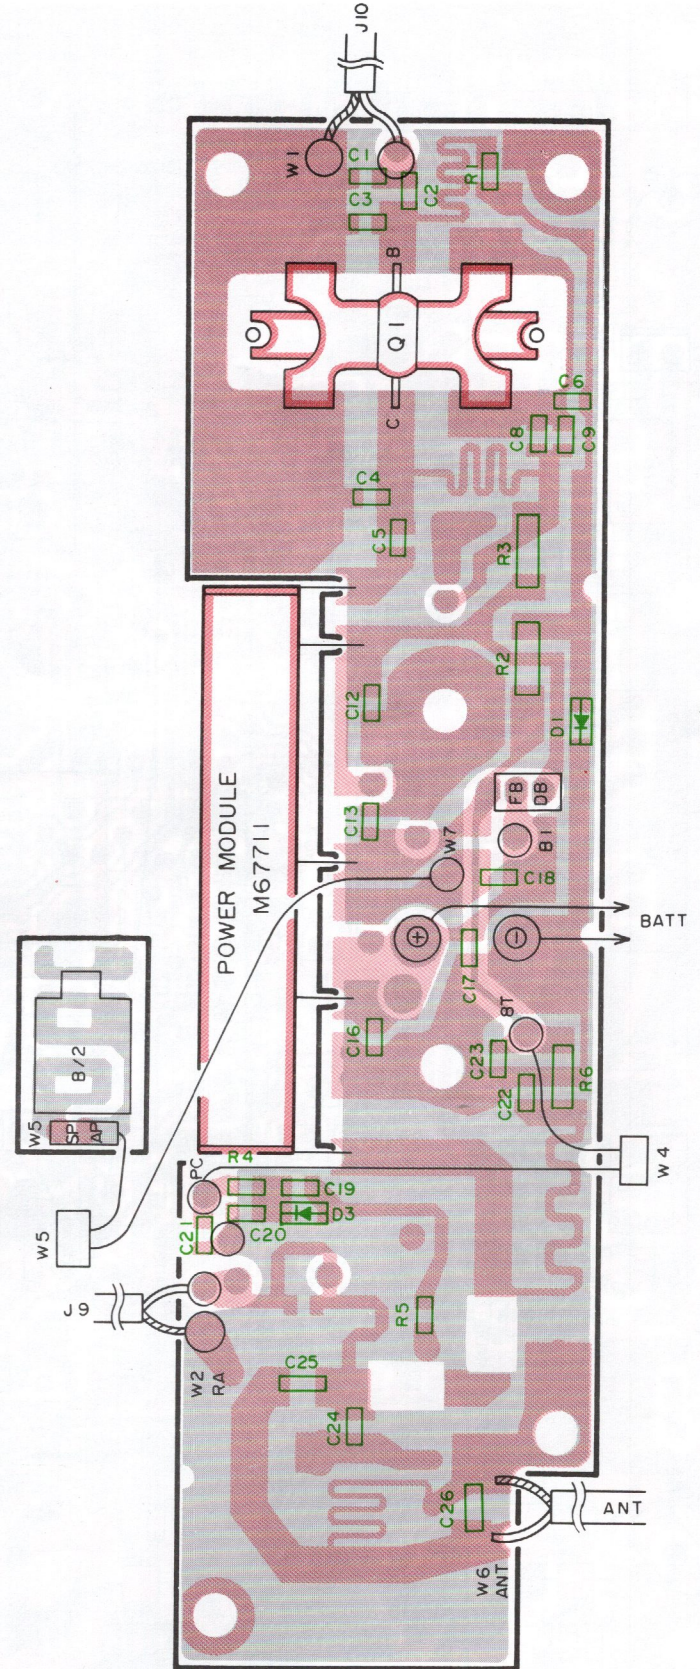 J10
W1
C1
C2
R1
C3
B
Q1
C
C6
C8
C9
C4
C5
R3
R2
C12
D1
POWER MODULE
M67711
C13
FB
DB
W7
B1
C18
BATT
+
−
C17
B/2
C16
8T
C23
C22
R6
W5
SP
AP
PC
R4
C19
W4
D3
C20
C21
W5
J9
R5
W2
RA
C25
C24
C26
ANT
W6
ANT